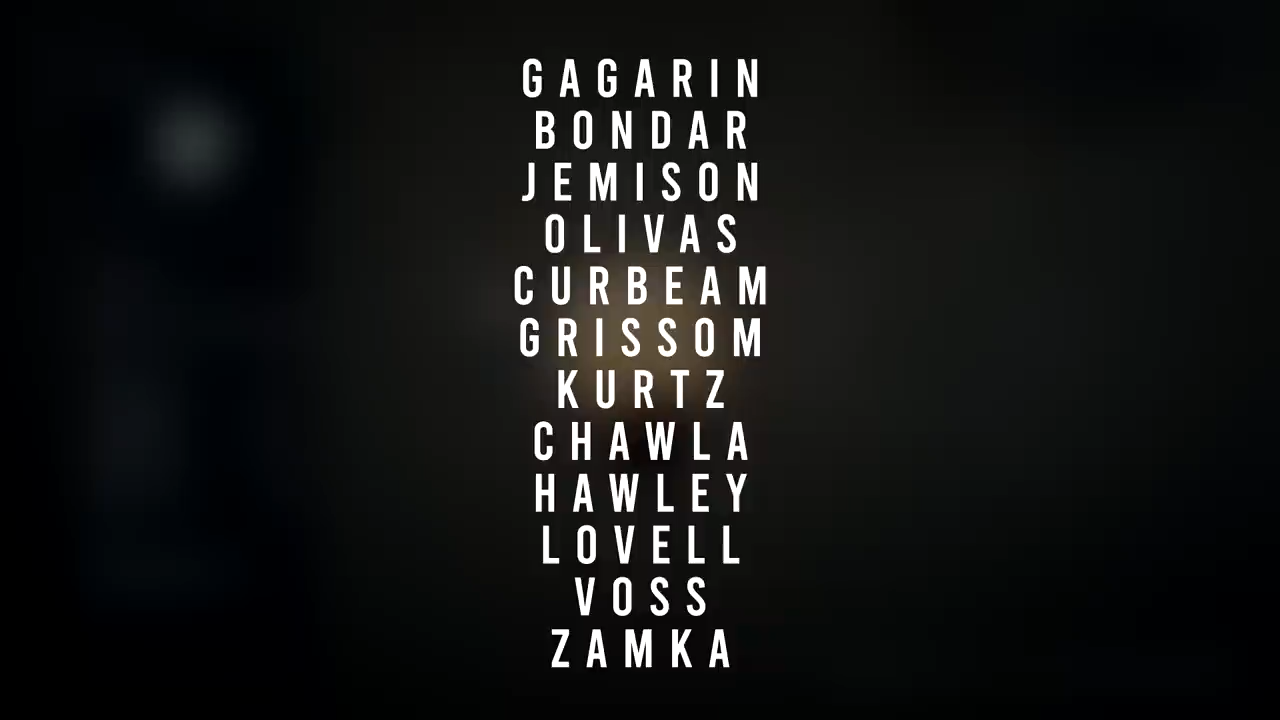 GAGARIN
BONDAR
JEMISON
OLIVAS
CURBEAM
GRISSOM
KURTZ
CHAWLA
HAWLEY
LOVELL
VOSS
ZAMKA